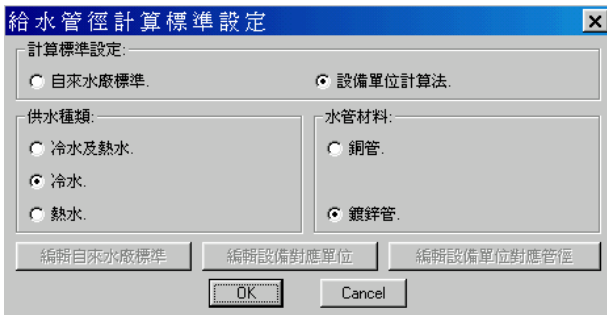 給水管徑計算標準設定
計算標準設定:
自來水廠標準. 設備單位計算法.
供水種類: 水管材料:
冷水及熱水. 銅管.
冷水.
熱水. 鍍鋅管.
編輯自來水廠標準 編輯設備對應單位 編輯設備單位對應管徑
OK Cancel